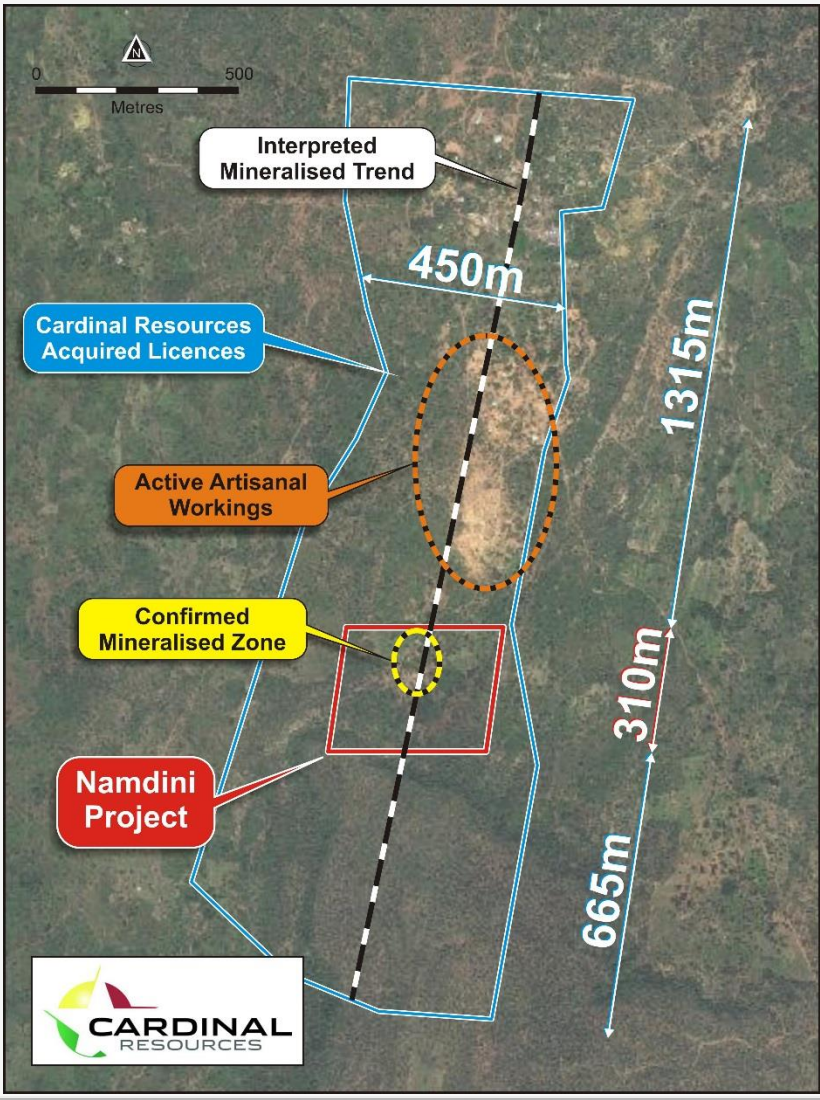 N
0 500
Metres
Interpreted
Mineralised Trend
450m
Cardinal Resources
Acquired Licences
1315m
Active Artisanal
Workings
Confirmed
Mineralised Zone
310m
Namdini
Project
665m
CARDINAL
RESOURCES